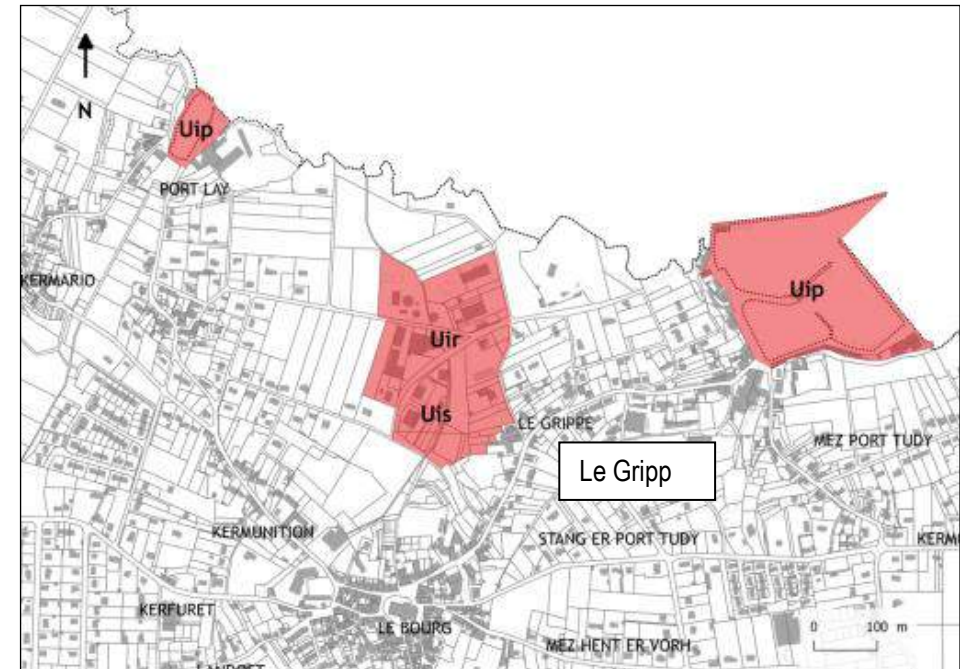 N
Uip
PORT LAY
KERMARIO
Uip
Uir
Uis
LE GRIPPE
MEZ PORT TUDY
Le Gripp
KERMUNITION
STANG ER PORT TUDY
KERM
KERFURET
LE BOURG
0 100 m
MEZ HENT ER VORH